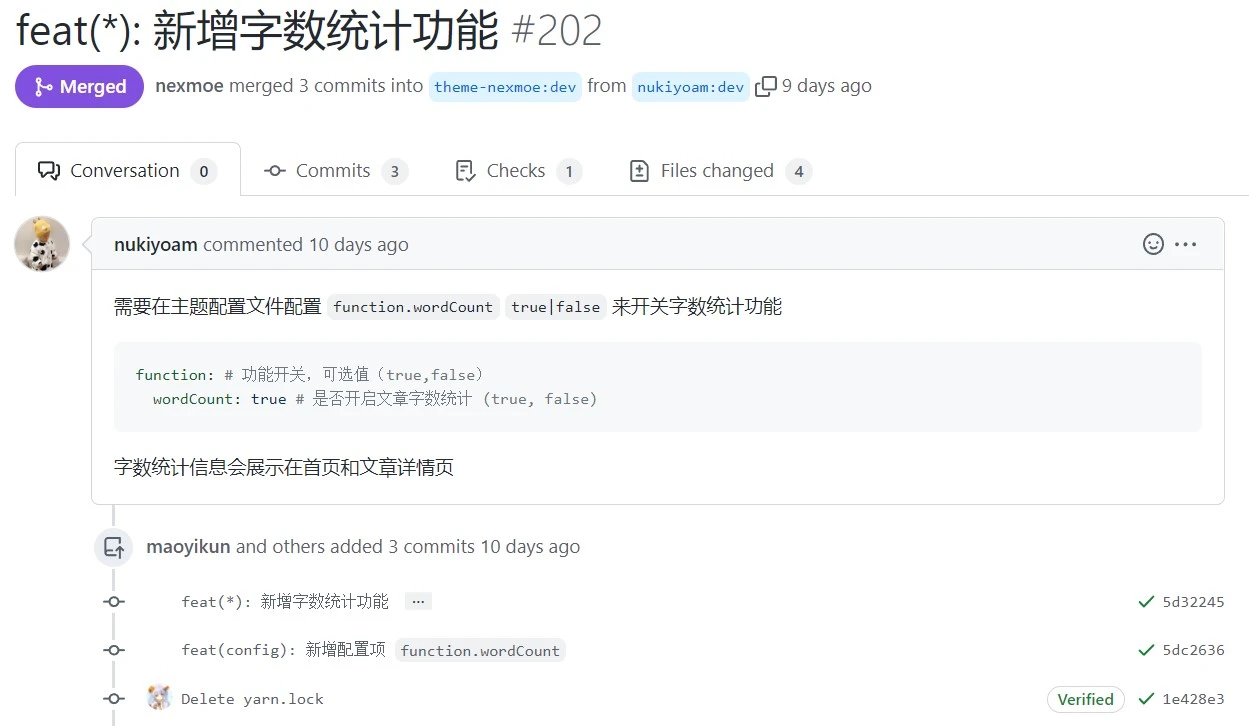 feat(*): 新增字数统计功能 #202
Merged nexmoe merged 3 commits into theme-nexmoe:dev from nukiyoam:dev 9 days ago
Conversation 0 Commits 3 Checks 1 Files changed 4
nukiyoam commented 10 days ago
需要在主题配置文件配置 function.wordCount true|false 来开关字数统计功能
function: # 功能开关，可选值（true,false）
wordCount: true # 是否开启文章字数统计 (true, false)
字数统计信息会展示在首页和文章详情页
maoyikun and others added 3 commits 10 days ago
feat(*): 新增字数统计功能 ··· 5d32245
feat(config): 新增配置项 function.wordCount 5dc2636
Delete yarn.lock Verified 1e428e3